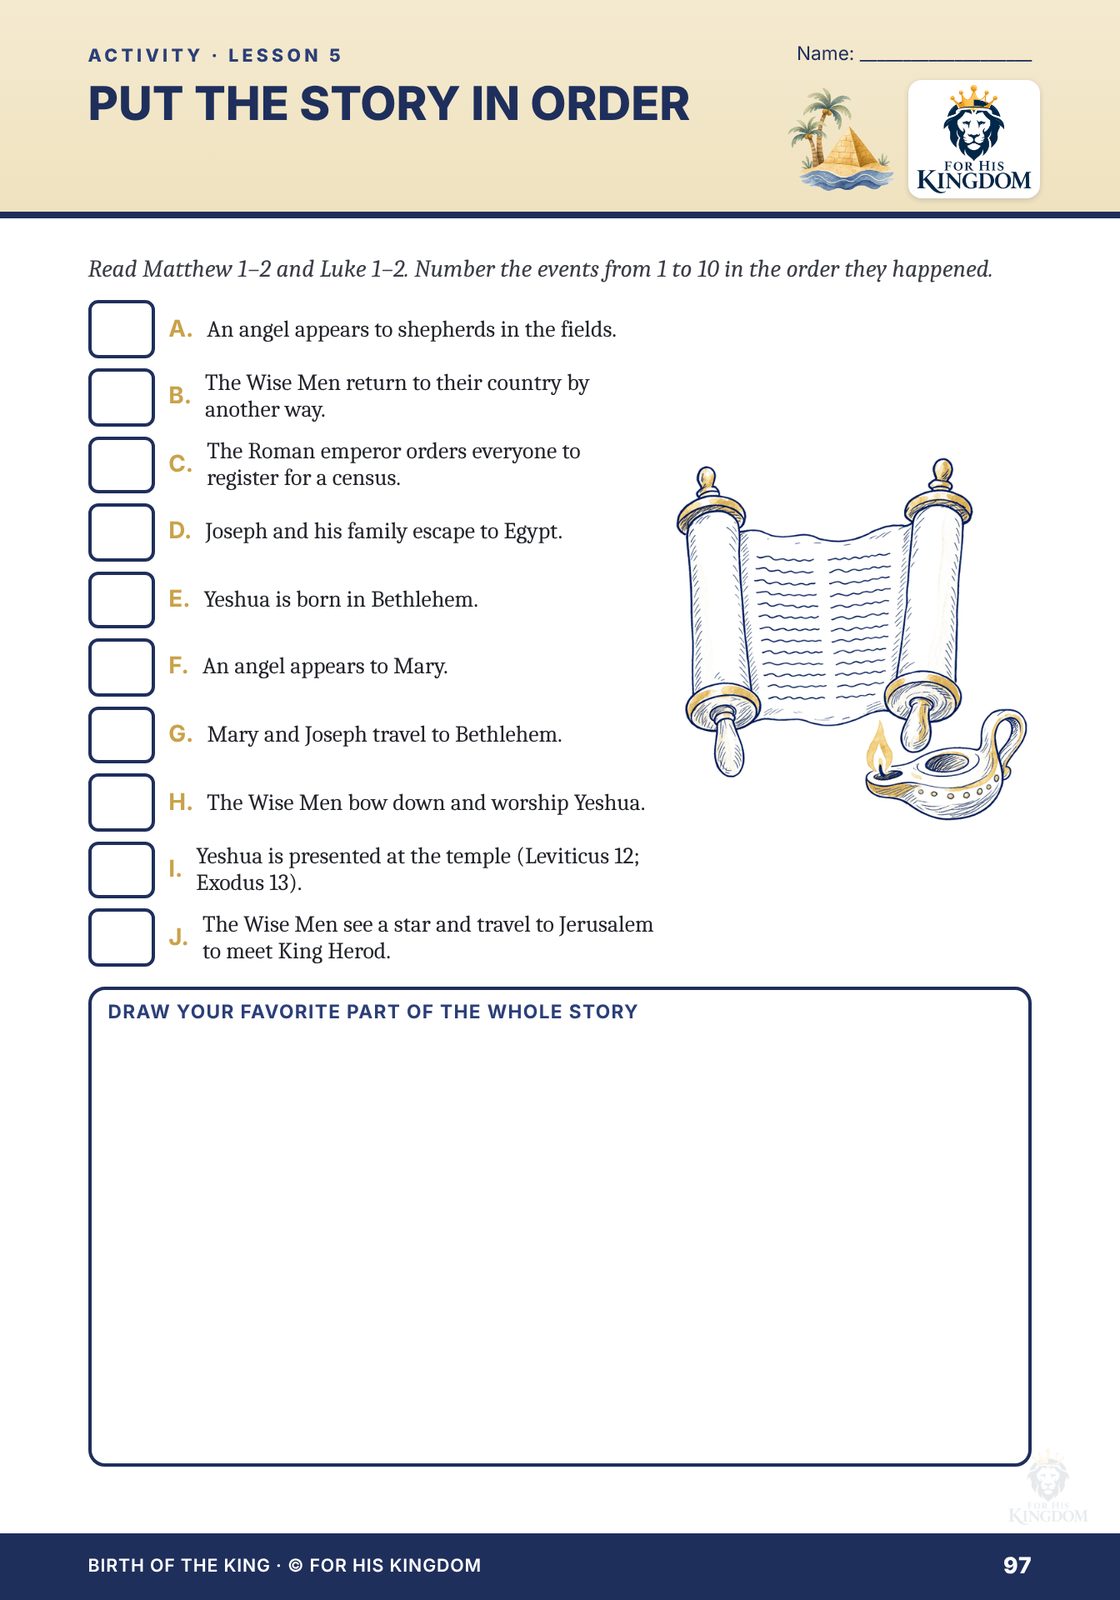 ACTIVITY · LESSON 5
Name: ___________________
PUT THE STORY IN ORDER
FOR HIS
KINGDOM
Read Matthew 1–2 and Luke 1–2. Number the events from 1 to 10 in the order they happened.
A. An angel appears to shepherds in the fields.
B. The Wise Men return to their country by
another way.
C. The Roman emperor orders everyone to
register for a census.
D. Joseph and his family escape to Egypt.
E. Yeshua is born in Bethlehem.
F. An angel appears to Mary.
G. Mary and Joseph travel to Bethlehem.
H. The Wise Men bow down and worship Yeshua.
I. Yeshua is presented at the temple (Leviticus 12;
Exodus 13).
J. The Wise Men see a star and travel to Jerusalem
to meet King Herod.
DRAW YOUR FAVORITE PART OF THE WHOLE STORY
FOR HIS
KINGDOM
BIRTH OF THE KING · © FOR HIS KINGDOM
97